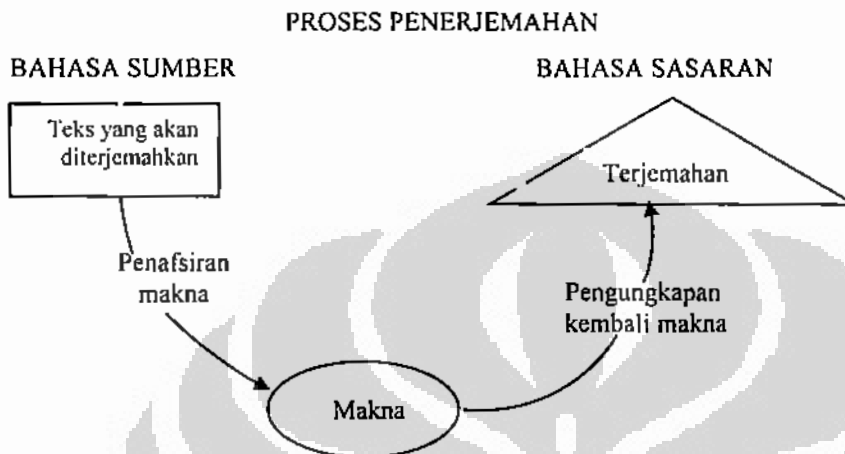 PROSES PENERJEMAHAN
BAHASA SUMBER
BAHASA SASARAN
Teks yang akan
diterjemahkan
Terjemahan
Penafsiran
makna
Pengungkapan
kembali makna
Makna